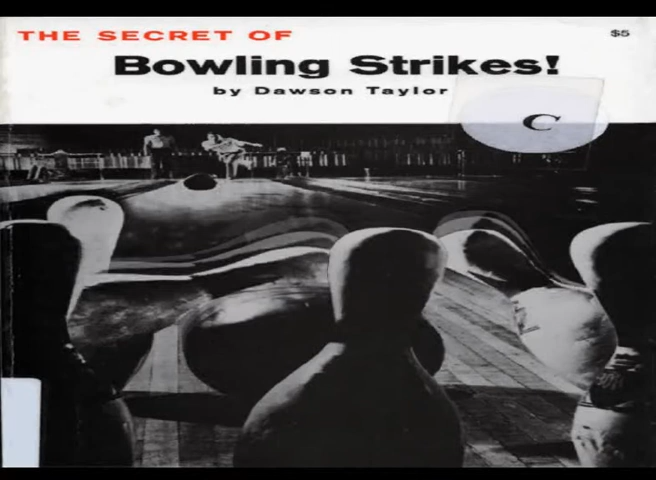 THE SECRET OF
$5
Bowling Strikes!
by Dawson Taylor
C